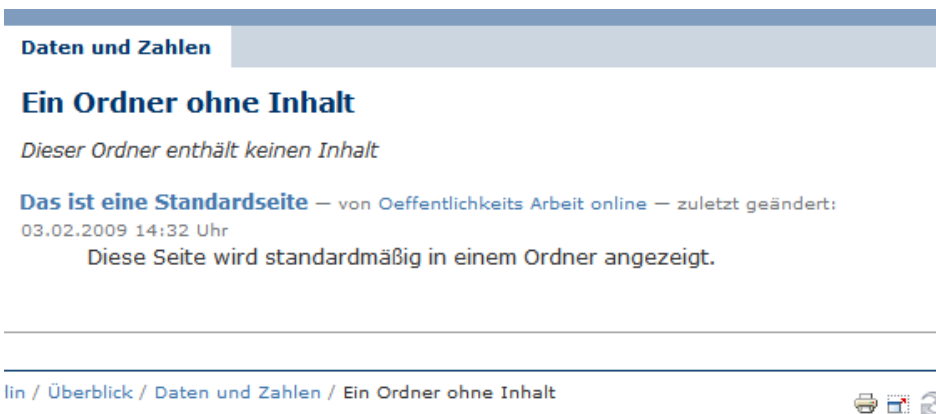 Daten und Zahlen
Ein Ordner ohne Inhalt
Dieser Ordner enthält keinen Inhalt
Das ist eine Standardseite — von Oeffentlichkeits Arbeit online — zuletzt geändert:
03.02.2009 14:32 Uhr
Diese Seite wird standardmäßig in einem Ordner angezeigt.
lin / Überblick / Daten und Zahlen / Ein Ordner ohne Inhalt